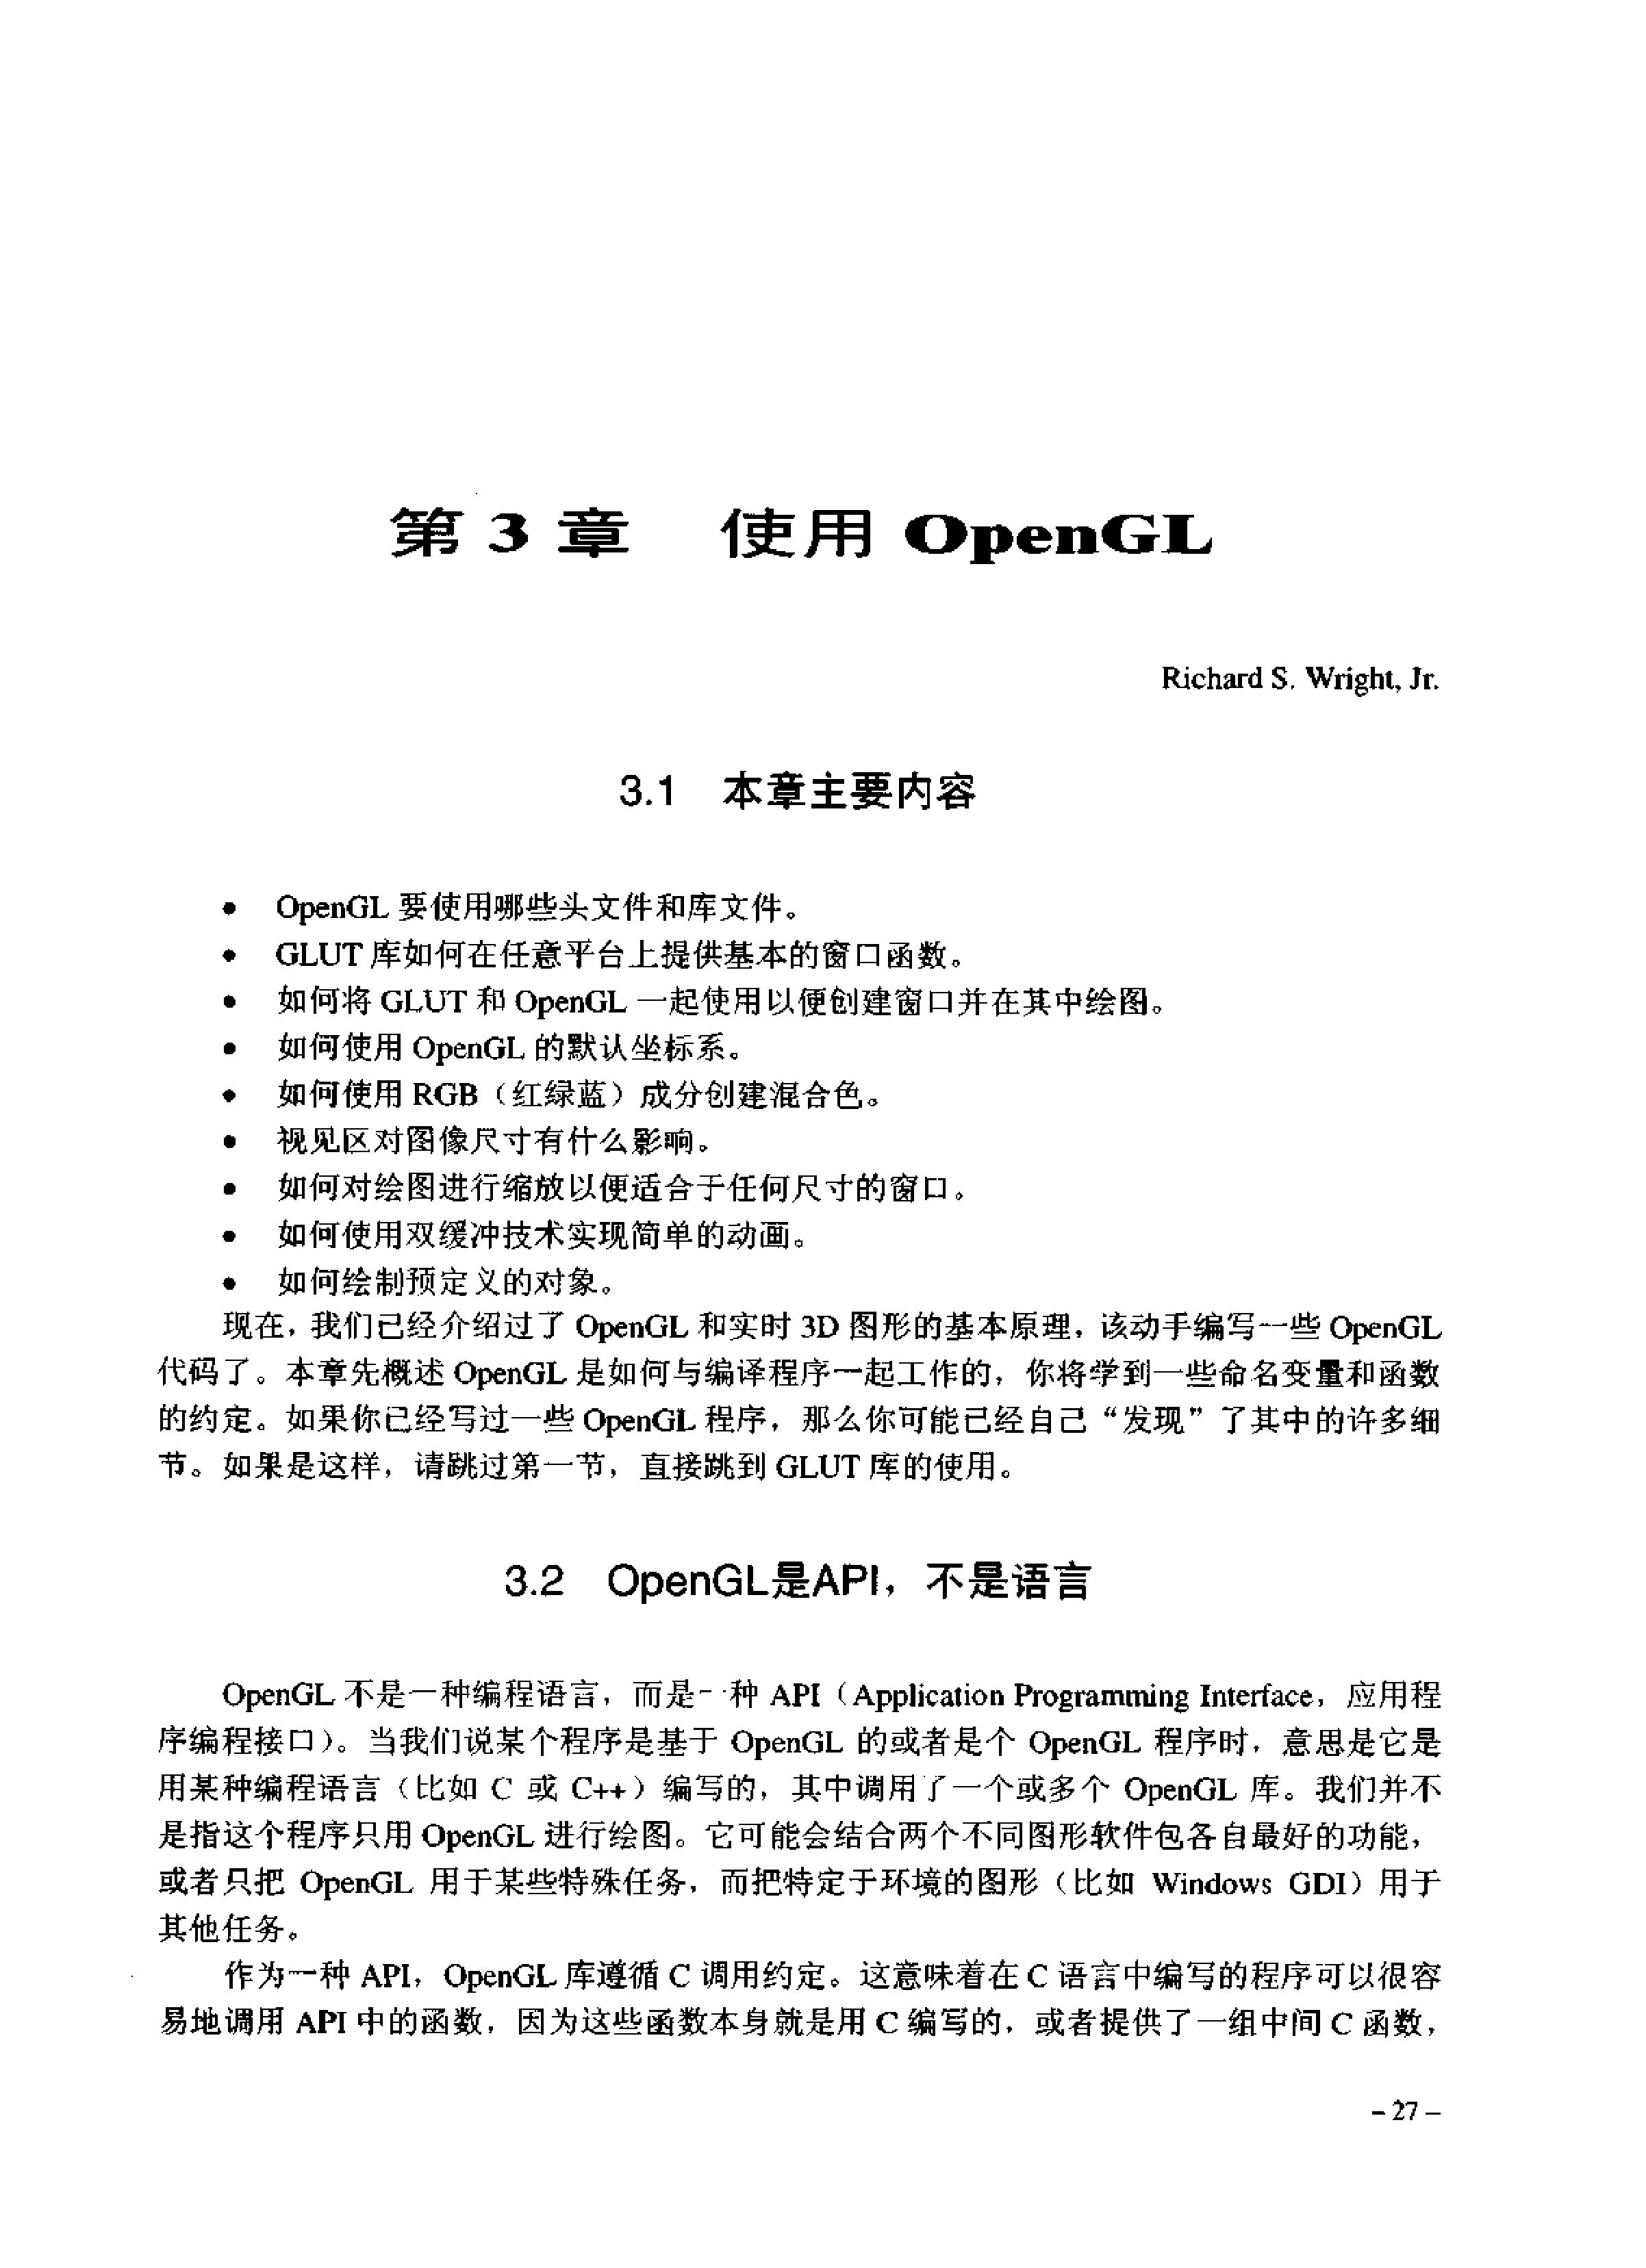 第 3 章　使用 OpenGL
Richard S. Wright, Jr.
3.1　本章主要内容
● OpenGL 要使用哪些头文件和库文件。
● GLUT 库如何在任意平台上提供基本的窗口函数。
● 如何将 GLUT 和 OpenGL 一起使用以便创建窗口并在其中绘图。
● 如何使用 OpenGL 的默认坐标系。
● 如何使用 RGB（红绿蓝）成分创建混合色。
● 视见区对图像尺寸有什么影响。
● 如何对绘图进行缩放以便适合于任何尺寸的窗口。
● 如何使用双缓冲技术实现简单的动画。
● 如何绘制预定义的对象。
现在，我们已经介绍过了 OpenGL 和实时 3D 图形的基本原理，该动手编写一些 OpenGL
代码了。本章先概述 OpenGL 是如何与编译程序一起工作的，你将学到一些命名变量和函数
的约定。如果你已经写过一些 OpenGL 程序，那么你可能已经自己“发现”了其中的许多细
节。如果是这样，请跳过第一节，直接跳到 GLUT 库的使用。
3.2　OpenGL是API，不是语言
OpenGL 不是一种编程语言，而是一种 API（Application Programming Interface，应用程
序编程接口）。当我们说某个程序是基于 OpenGL 的或者是个 OpenGL 程序时，意思是它是
用某种编程语言（比如 C 或 C++）编写的，其中调用了一个或多个 OpenGL 库。我们并不
是指这个程序只用 OpenGL 进行绘图。它可能会结合两个不同图形软件包各自最好的功能，
或者只把 OpenGL 用于某些特殊任务，而把特定于环境的图形（比如 Windows GDI）用于
其他任务。
作为一种 API，OpenGL 库遵循 C 调用约定。这意味着在 C 语言中编写的程序可以很容
易地调用 API 中的函数，因为这些函数本身就是用 C 编写的，或者提供了一组中间 C 函数，
– 27 –